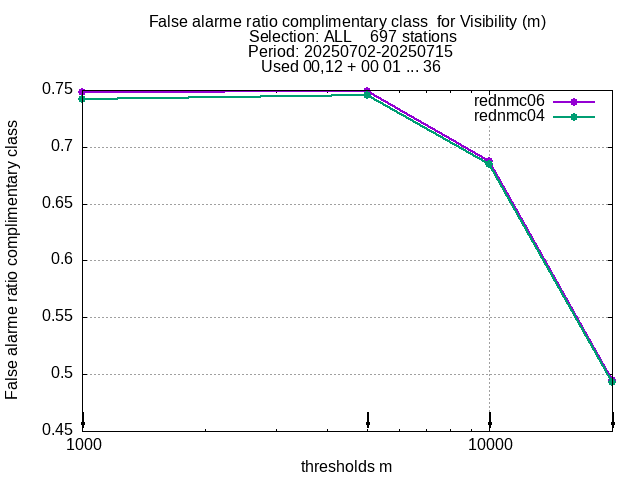 False alarme ratio complimentary class  for Visibility (m)
Selection: ALL    697 stations
Period: 20250702-20250715
Used 00,12 + 00 01 ... 36
rednmc06
rednmc04
False alarme ratio complimentary class
0.75
0.7
0.65
0.6
0.55
0.5
0.45
1000
10000
thresholds m